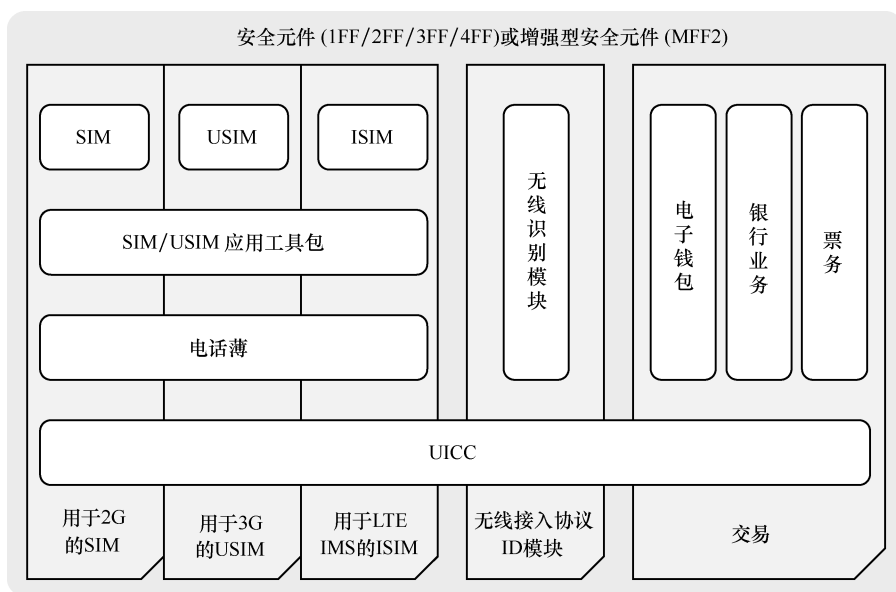 安全元件 (1FF/2FF/3FF/4FF)或增强型安全元件 (MFF2)
SIM
USIM
ISIM
SIM/USIM 应用工具包
电话薄
无线识别模块
电子钱包
银行业务
票务
UICC
用于2G
的SIM
用于3G
的USIM
用于LTE
IMS的ISIM
无线接入协议
ID模块
交易